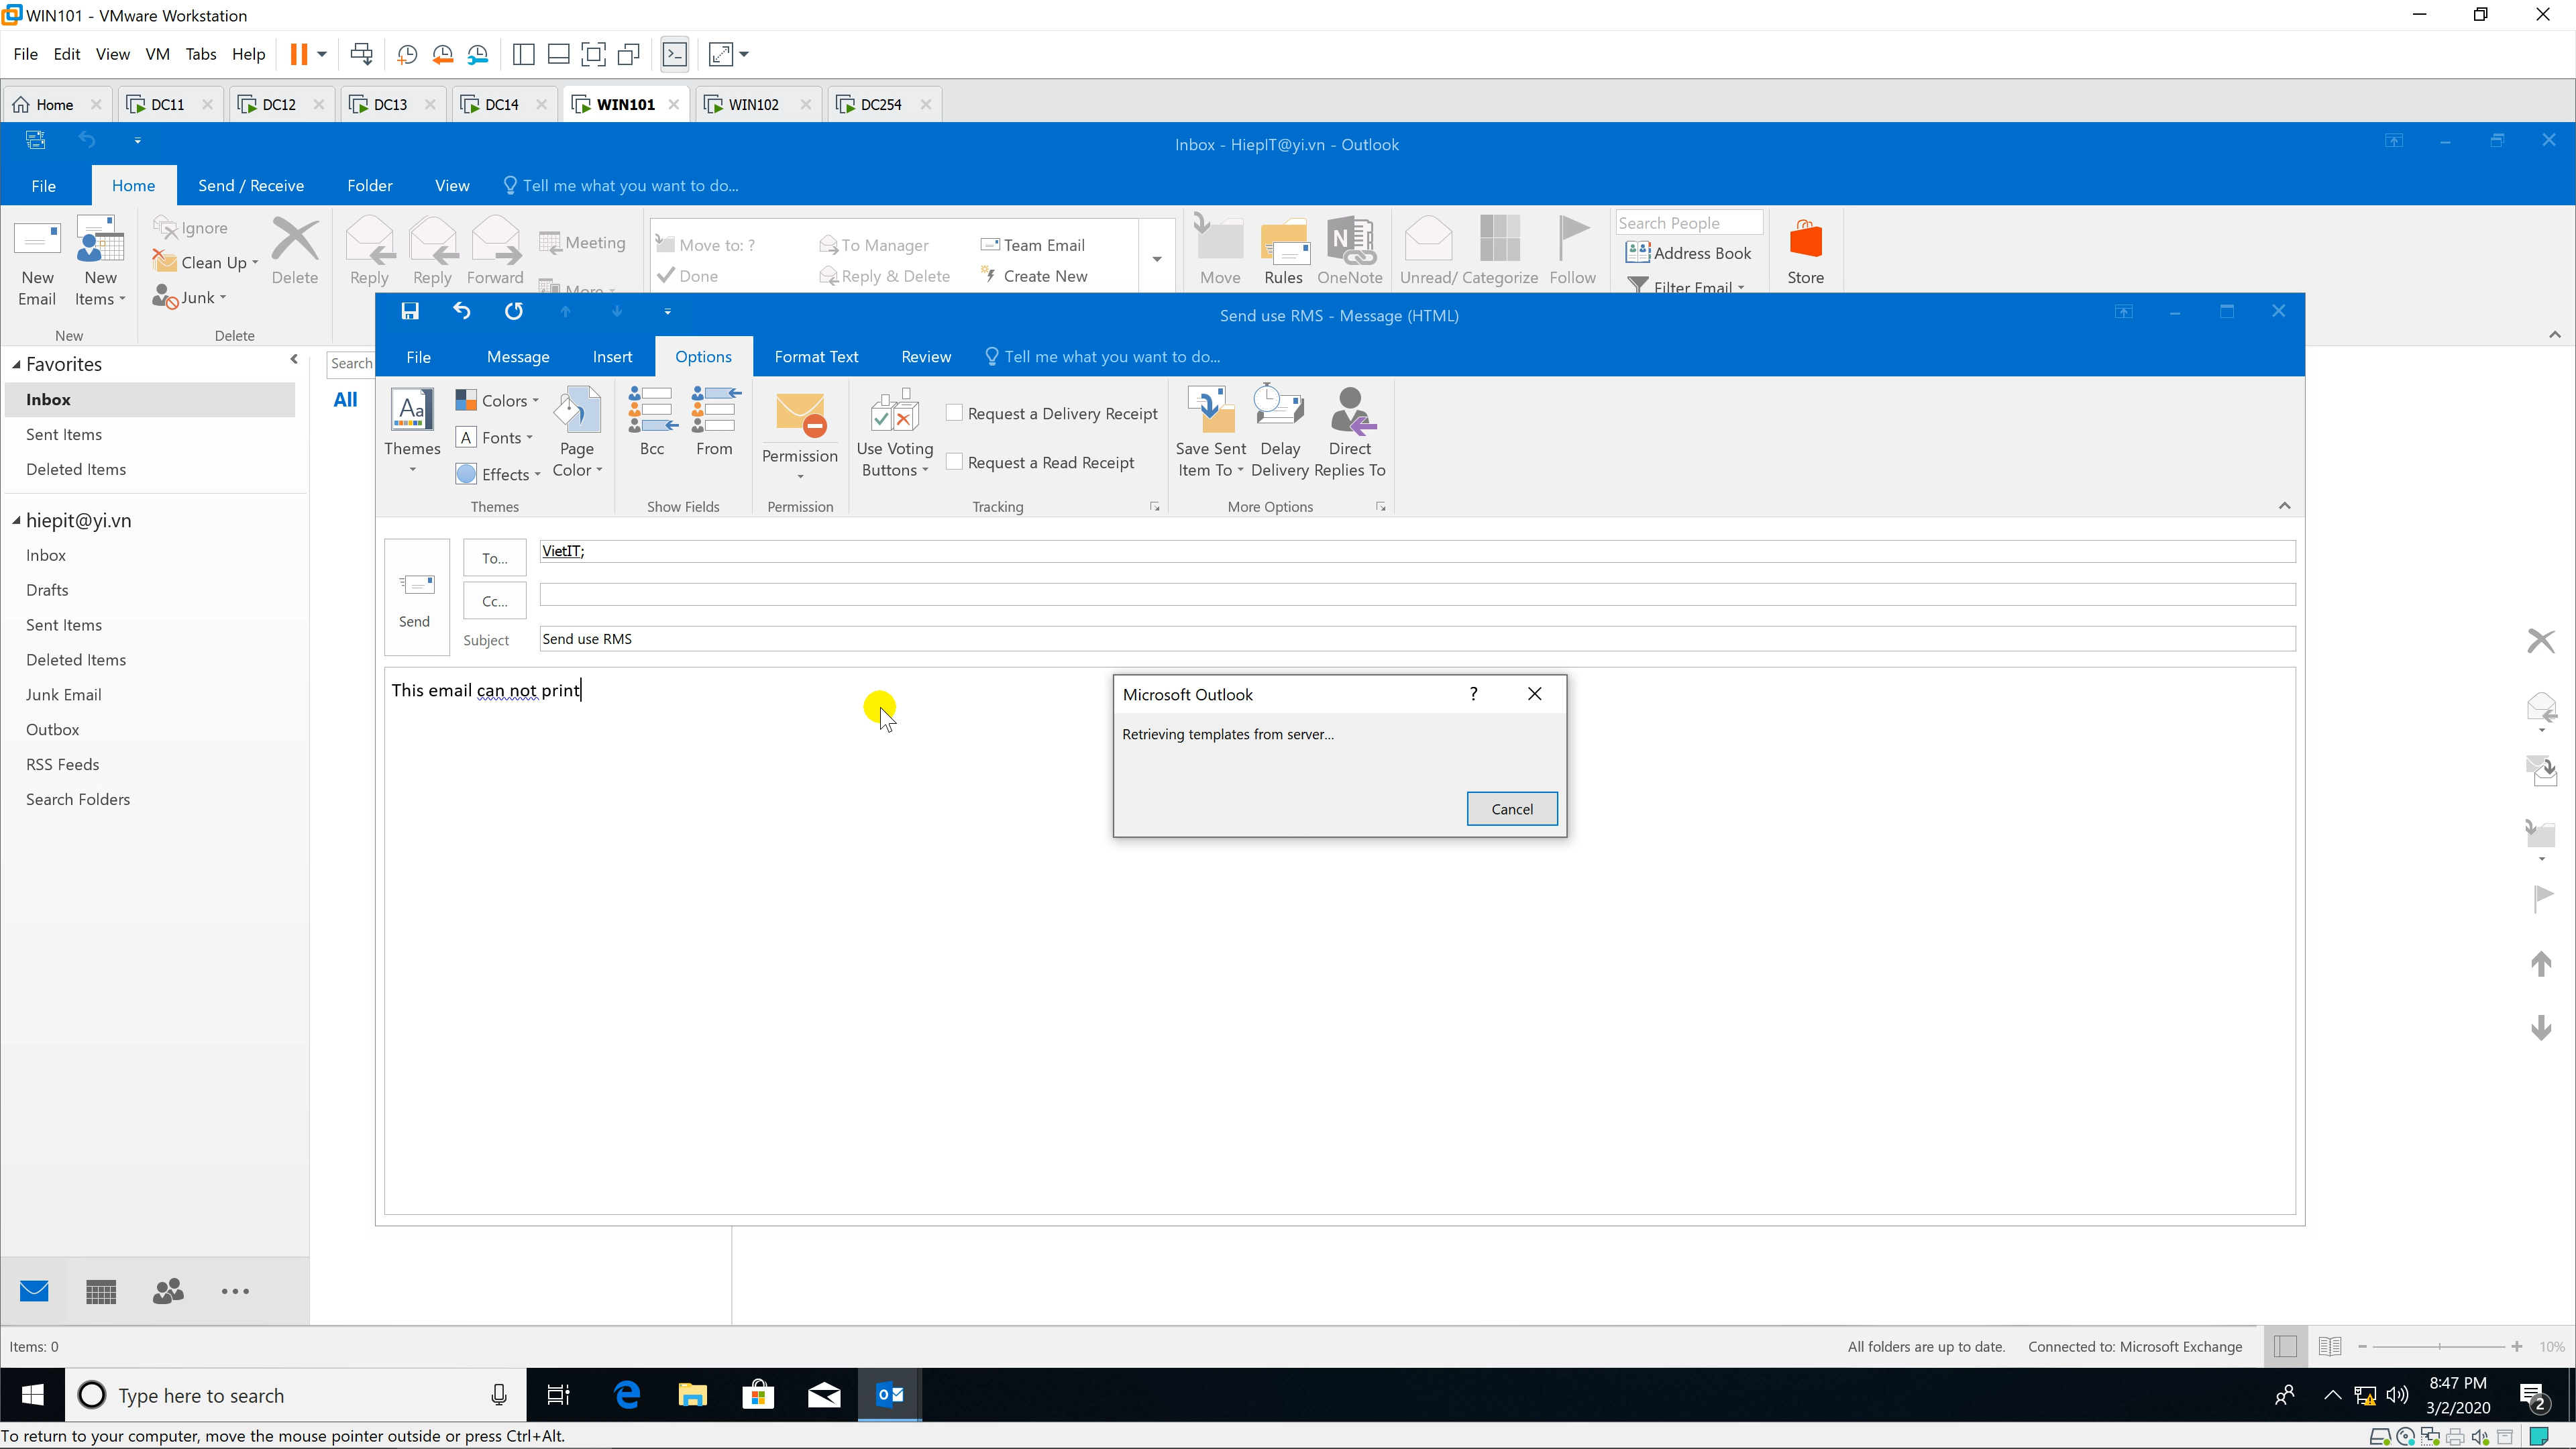 WIN101 - VMware Workstation
File Edit View VM Tabs Help
Home DC11 DC12 DC13 DC14 WIN101 WIN102 DC254
Inbox - HiepIT@yi.vn - Outlook
File Home Send / Receive Folder View Tell me what you want to do...
New Email
New Items
Ignore
Clean Up
Junk
Delete
Reply
Reply
Forward
Meeting
More
Move to: ?
Done
To Manager
Reply & Delete
Team Email
Create New
Move
Rules
OneNote
Unread/
Categorize
Follow
Search People
Address Book
Filter Email
Store
New
Delete
Send use RMS - Message (HTML)
File Message Insert Options Format Text Review Tell me what you want to do...
Themes
Colors
Fonts
Effects
Page Color
Bcc
From
Permission
Use Voting Buttons
Request a Delivery Receipt
Request a Read Receipt
Save Sent Item To
Delay Delivery
Direct Replies To
Themes Show Fields Permission Tracking More Options
Favorites
Inbox
Sent Items
Deleted Items
hiepit@yi.vn
Inbox
Drafts
Sent Items
Deleted Items
Junk Email
Outbox
RSS Feeds
Search Folders
Search
All
Send
To... VietIT;
Cc...
Subject Send use RMS
This email can not print
Microsoft Outlook ?
Retrieving templates from server...
Cancel
Items: 0
All folders are up to date. Connected to: Microsoft Exchange 10%
Type here to search
8:47 PM
3/2/2020
2
To return to your computer, move the mouse pointer outside or press Ctrl+Alt.